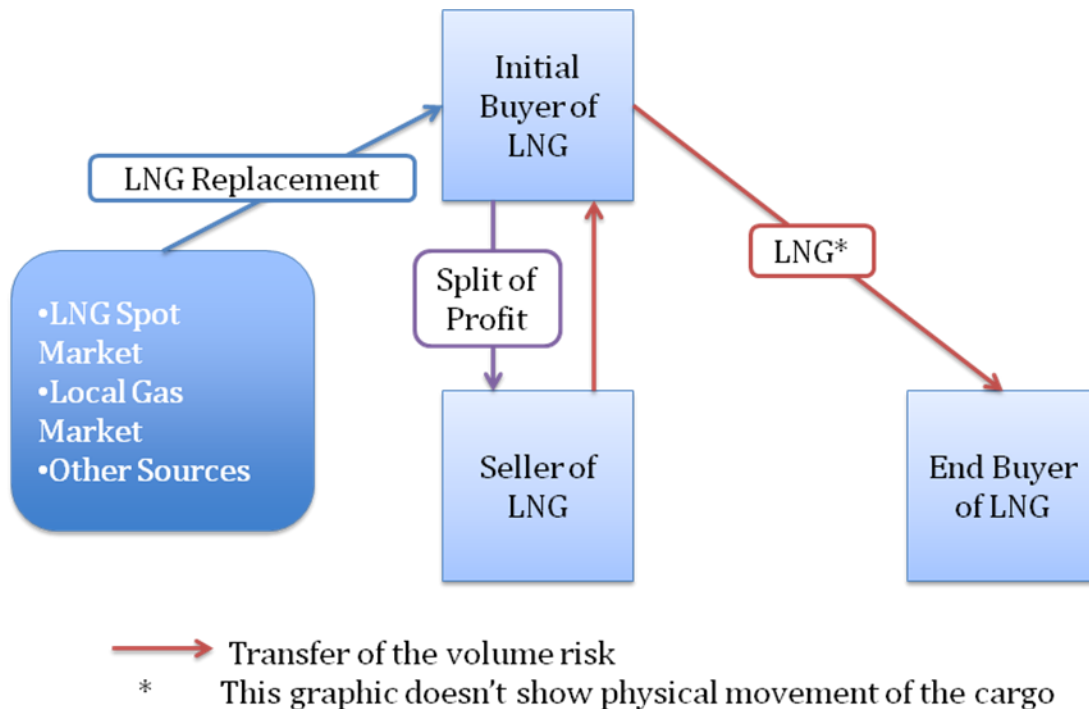 Initial
Buyer of
LNG
LNG Replacement
LNG*
Split of
Profit
•LNG Spot
Market
•Local Gas
Market
•Other Sources
Seller of
LNG
End Buyer
of LNG
Transfer of the volume risk
* This graphic doesn't show physical movement of the cargo